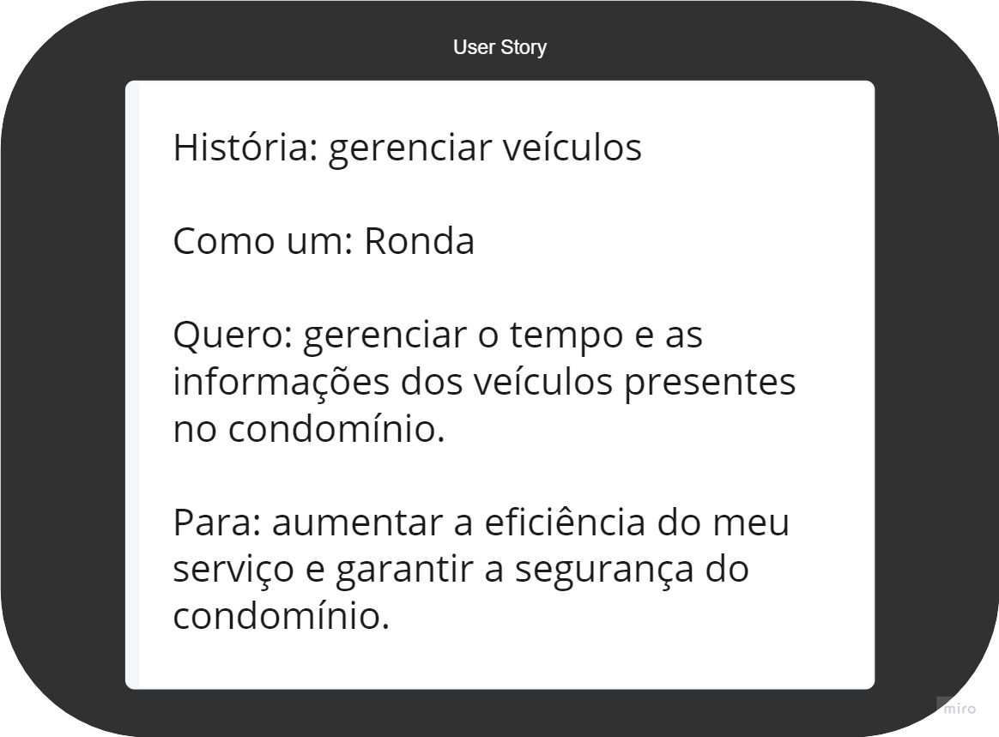 User Story
História: gerenciar veículos
Como um: Ronda
Quero: gerenciar o tempo e as
informações dos veículos presentes
no condomínio.
Para: aumentar a eficiência do meu
serviço e garantir a segurança do
condomínio.
miro